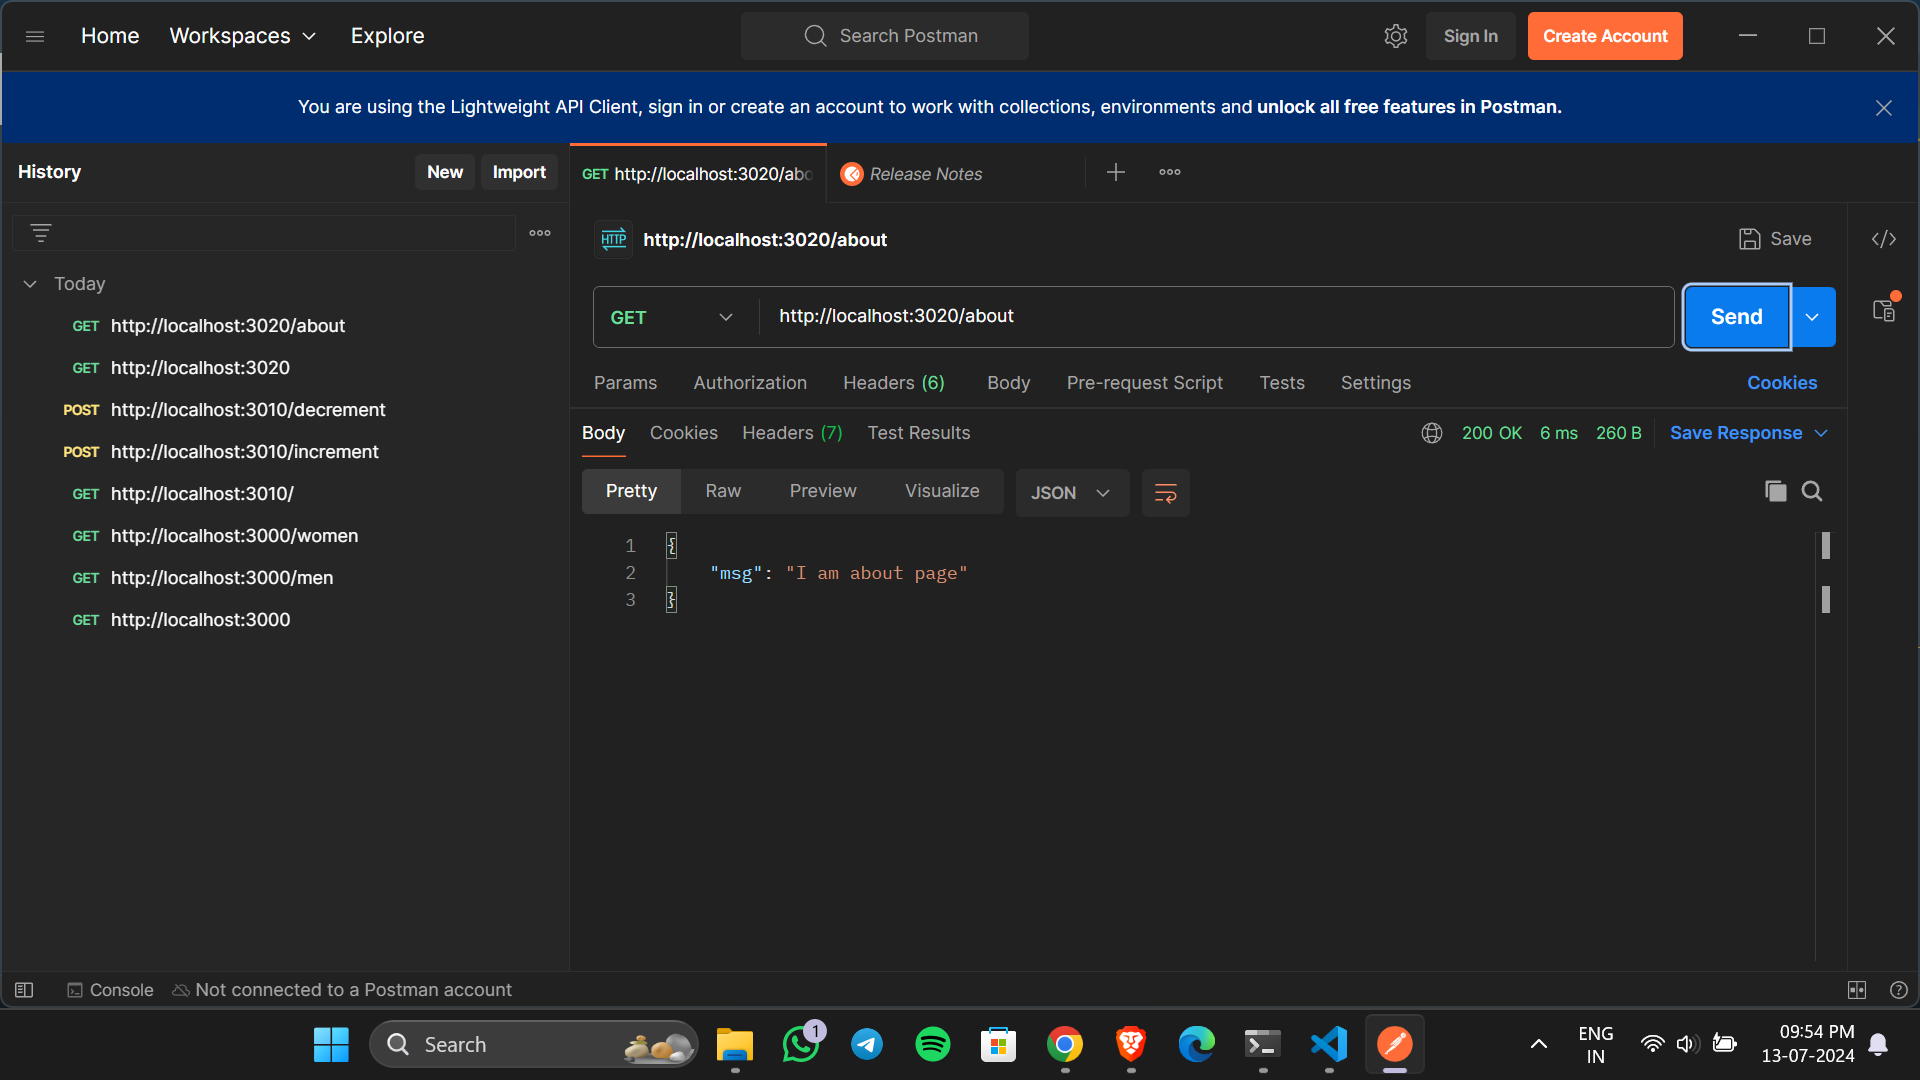 Home Workspaces Explore Search Postman Sign In Create Account
You are using the Lightweight API Client, sign in or create an account to work with collections, environments and unlock all free features in Postman.
History New Import
GET http://localhost:3020/abo Release Notes
HTTP http://localhost:3020/about Save
Today
GET http://localhost:3020/about
GET http://localhost:3020
POST http://localhost:3010/decrement
POST http://localhost:3010/increment
GET http://localhost:3010/
GET http://localhost:3000/women
GET http://localhost:3000/men
GET http://localhost:3000
GET http://localhost:3020/about Send
Params Authorization Headers (6) Body Pre-request Script Tests Settings Cookies
Body Cookies Headers (7) Test Results 200 OK 6 ms 260 B Save Response
Pretty Raw Preview Visualize JSON
1 {
2 "msg": "I am about page"
3 }
Console Not connected to a Postman account
Search 1 ENG 09:54 PM
IN 13-07-2024